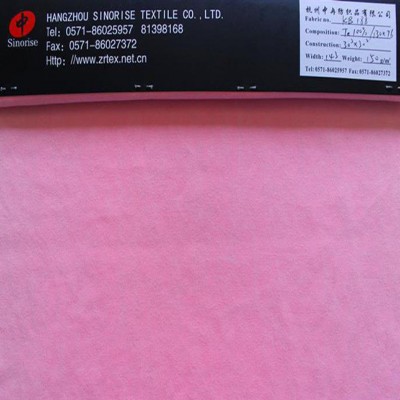 Sinorise
HANGZHOU SINORISE TEXTILE CO.,LTD.
Tel: 0571-86025957 81398168
Fax: 0571-86027372
Http://www.zrtex.net.cn
杭州中舟纺织品有限公司
Fabric no.
Composition:
Construction:
Width: 143 Weight:
Tel:0571-86025957 Fax:0571-86027372